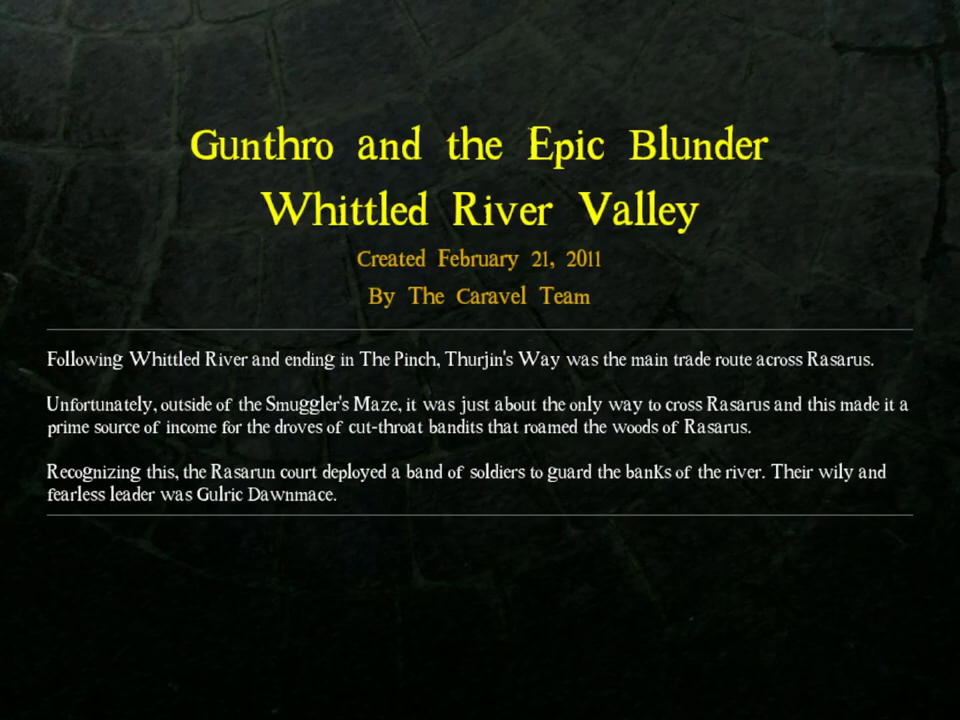 Gunthro and the Epic Blunder
Whittled River Valley
Created February 21, 2011
By The Caravel Team
Following Whittled River and ending in The Pinch, Thurjin's Way was the main trade route across Rasarus.
Unfortunately, outside of the Smuggler's Maze, it was just about the only way to cross Rasarus and this made it a
prime source of income for the droves of cut-throat bandits that roamed the woods of Rasarus.
Recognizing this, the Rasarun court deployed a band of soldiers to guard the banks of the river. Their wily and
fearless leader was Gulric Dawnmace.